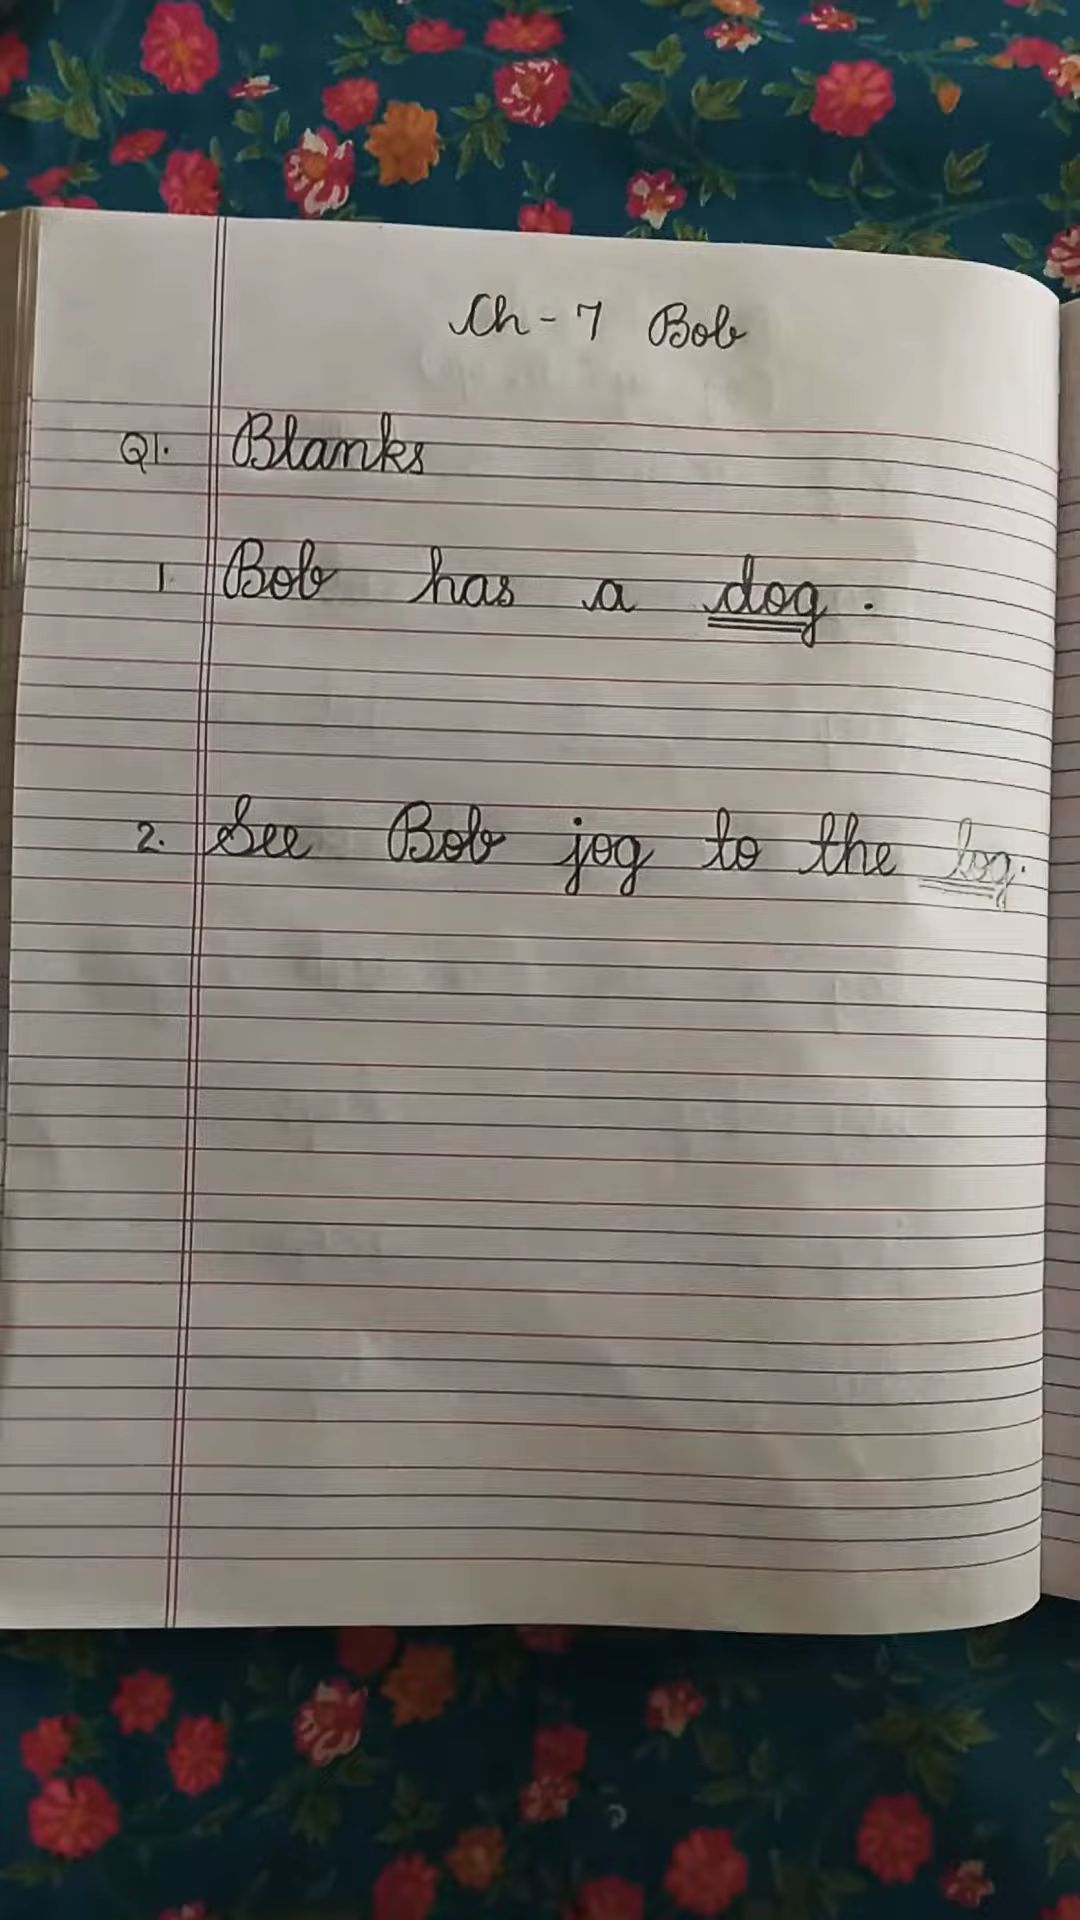 Ch - 7 Bob
Q1. Blanks
1. Bob has a dog.
2. See Bob jog to the log.